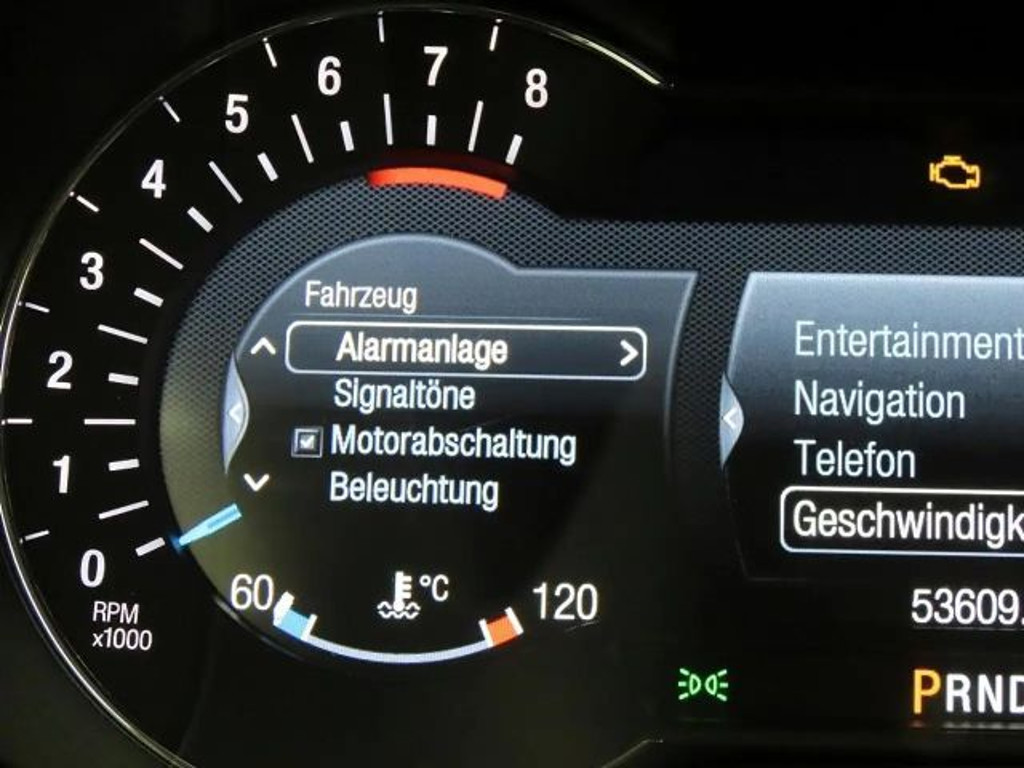 8
7
6
5
4
3
2
1
0
RPM
x1000
Fahrzeug
Alarmanlage
Signaltöne
Motorabschaltung
Beleuchtung
60
°C
120
Entertainment
Navigation
Telefon
Geschwindigk
53609.
PRND